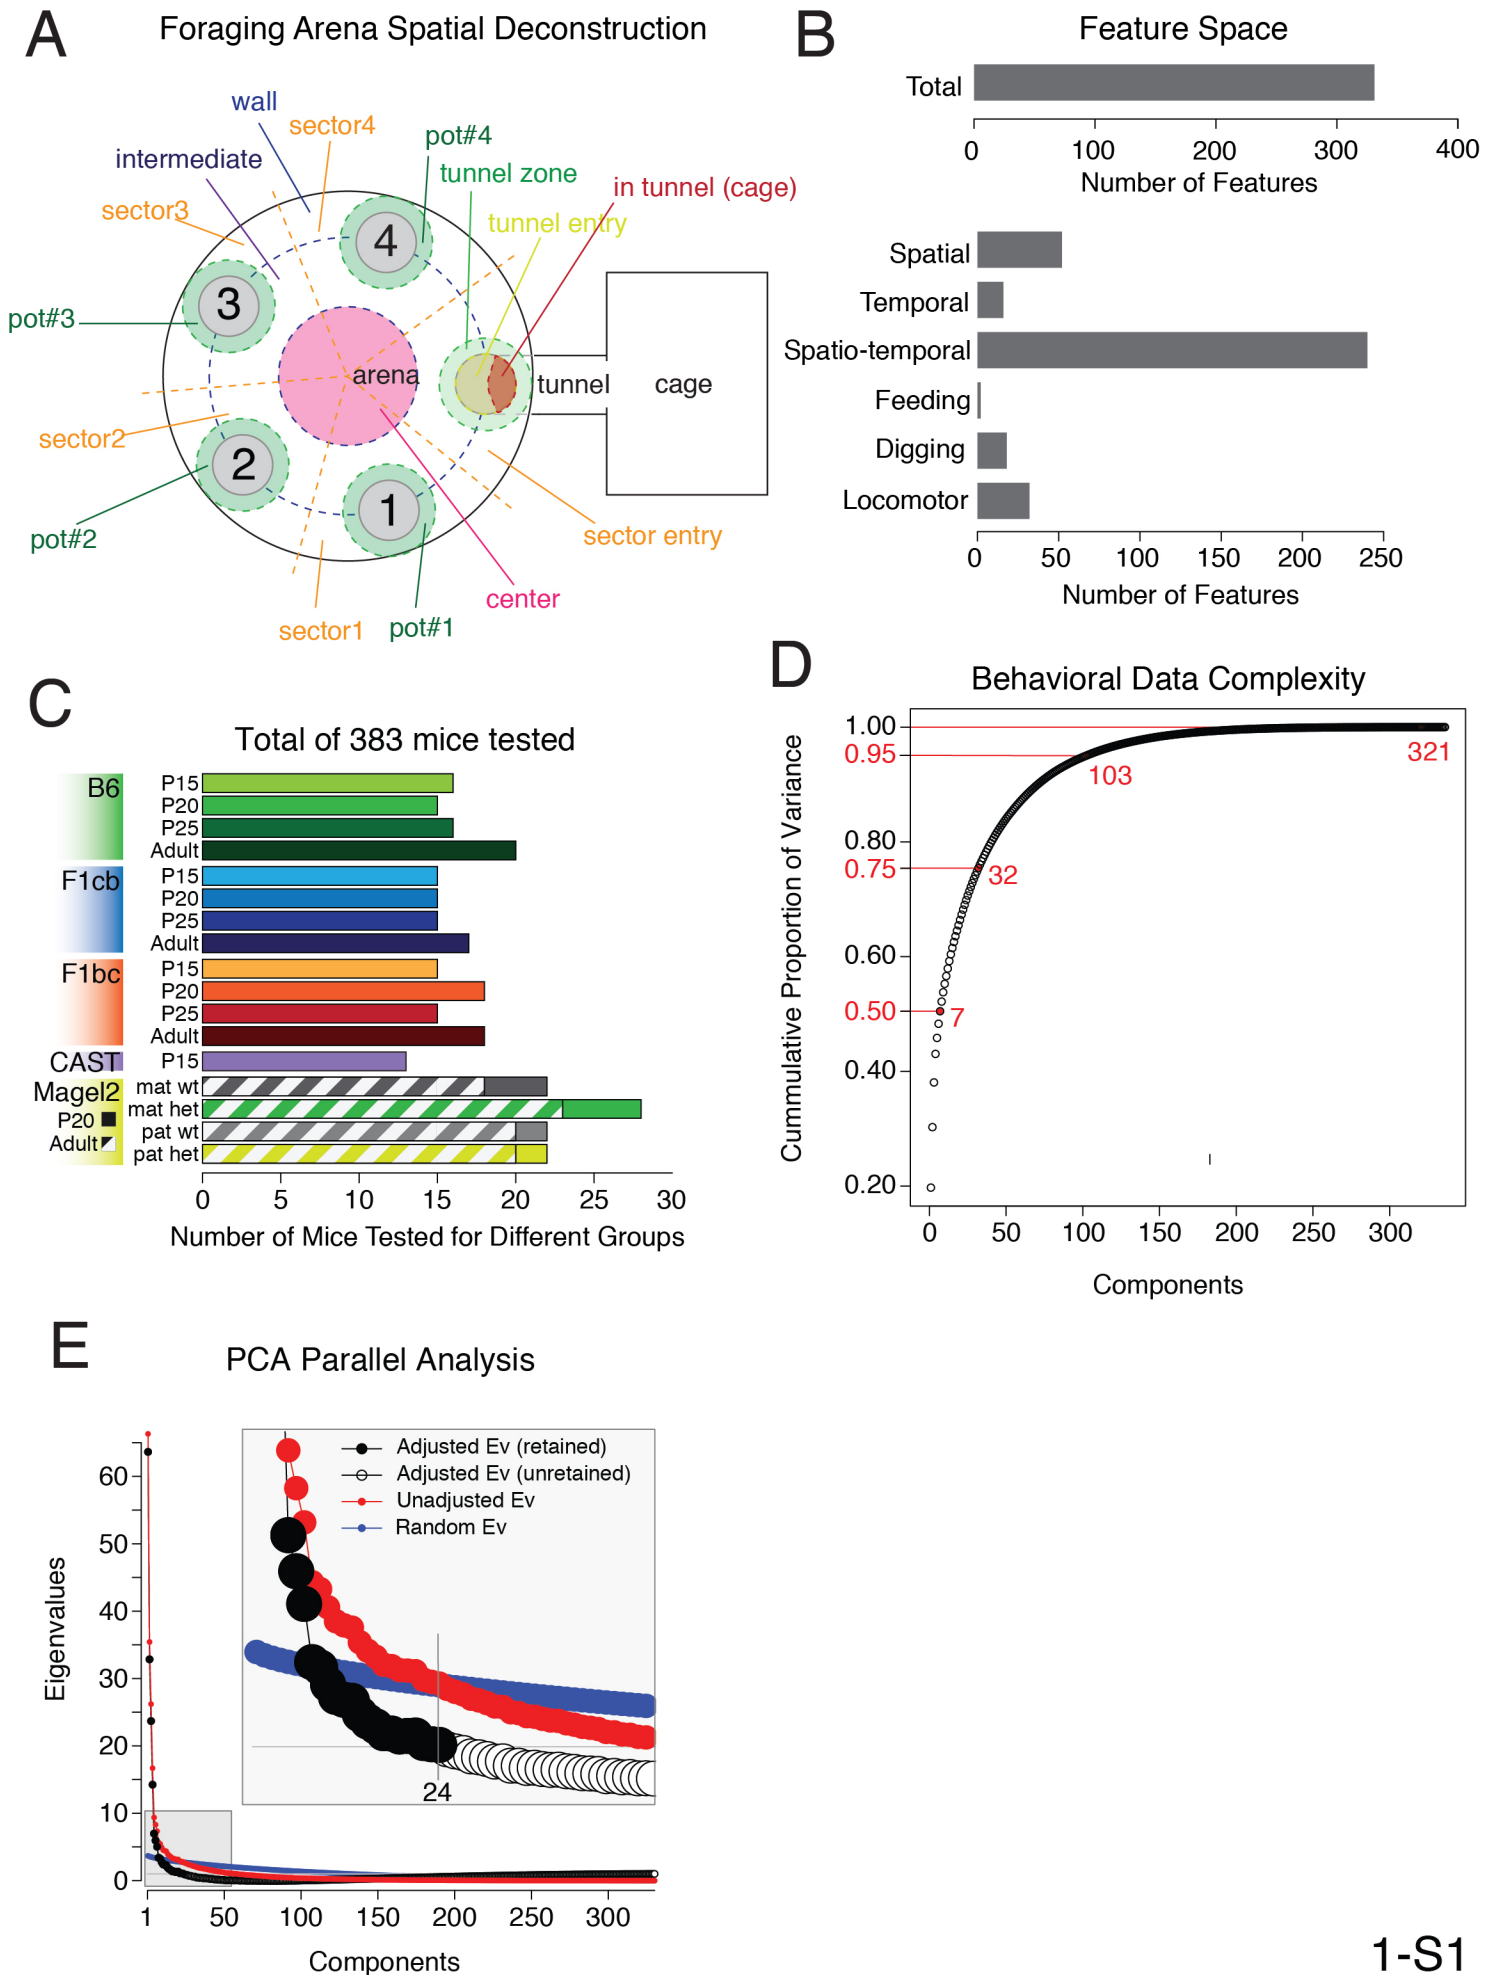 A
Foraging Arena Spatial Deconstruction
wall
sector4
pot#4
intermediate
tunnel zone
in tunnel (cage)
sector3
tunnel entry
4
3
pot#3
arena
tunnel
cage
sector2
2
1
pot#2
sector entry
center
sector1
pot#1
B
Feature Space
Total
0 100 200 300 400
Number of Features
Spatial
Temporal
Spatio-temporal
Feeding
Digging
Locomotor
0 50 100 150 200 250
Number of Features
C
Total of 383 mice tested
B6
P15
P20
P25
Adult
F1cb
P15
P20
P25
Adult
F1bc
P15
P20
P25
Adult
CAST
P15
Magel2
P20
Adult
mat wt
mat het
pat wt
pat het
0 5 10 15 20 25 30
Number of Mice Tested for Different Groups
D
Behavioral Data Complexity
Cummulative Proportion of Variance
1.00
0.95
0.80
0.75
0.60
0.50
0.40
0.20
321
103
32
7
0 50 100 150 200 250 300
Components
E
PCA Parallel Analysis
Eigenvalues
60
50
40
30
20
10
0
Adjusted Ev (retained)
Adjusted Ev (unretained)
Unadjusted Ev
Random Ev
24
1 50 100 150 200 250 300
Components
1-S1